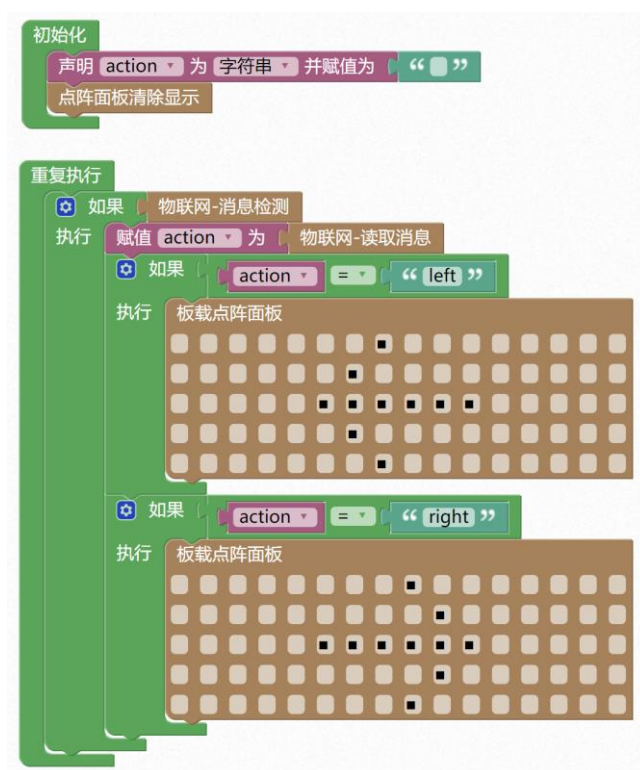 初始化
声明 action 为 字符串 并赋值为 “ ”
点阵面板清除显示
重复执行
如果 物联网-消息检测
执行 赋值 action 为 物联网-读取消息
如果 action = “ left ”
执行 板载点阵面板
如果 action = “ right ”
执行 板载点阵面板